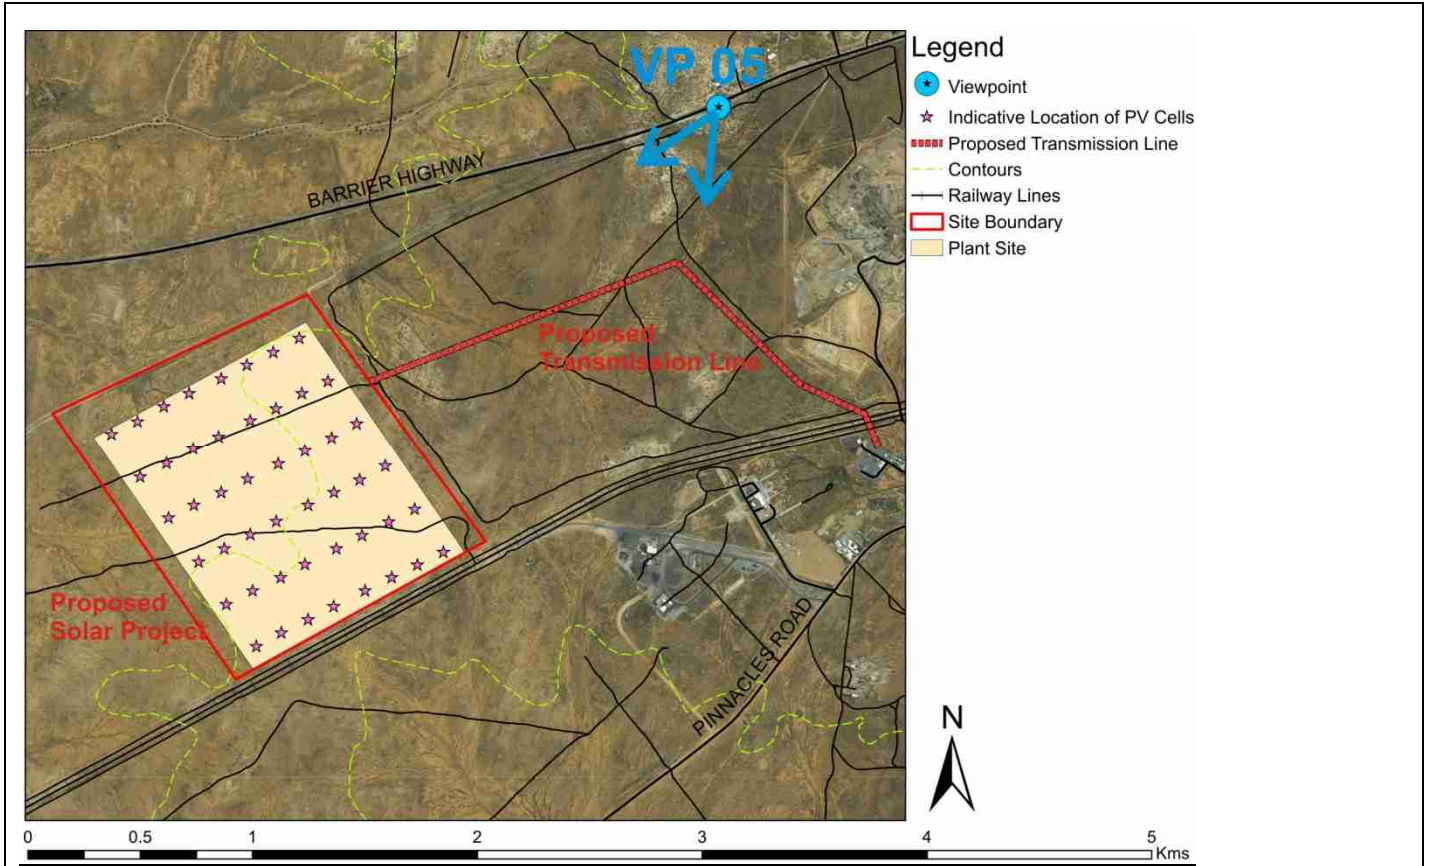 VP 05
BARRIER HIGHWAY
Proposed
Transmission Line
Proposed
Solar Project
PINNACLES ROAD
Legend
Viewpoint
Indicative Location of PV Cells
Proposed Transmission Line
Contours
Railway Lines
Site Boundary
Plant Site
N
0 0.5 1 2 3 4 5
Kms